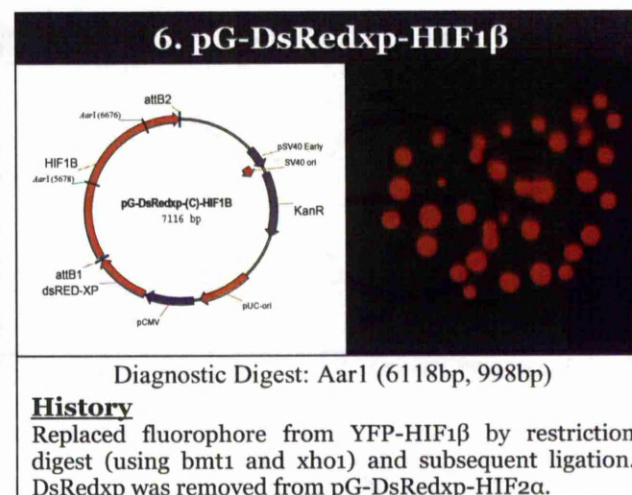 6. pG-DsRedxp-HIF1β
attB2
AarI (6676)
pSV40 Early
SV40 ori
HIF1B
AarI (5678)
pG-DsRedxp-(C)-HIF1B
7116 bp
KanR
attB1
dsRED-XP
pUC-ori
pCMV
Diagnostic Digest: Aar1 (6118bp, 998bp)
History
Replaced fluorophore from YFP-HIF1β by restriction
digest (using bmt1 and xho1) and subsequent ligation.
DsRedxp was removed from pG-DsRedxp-HIF2α.